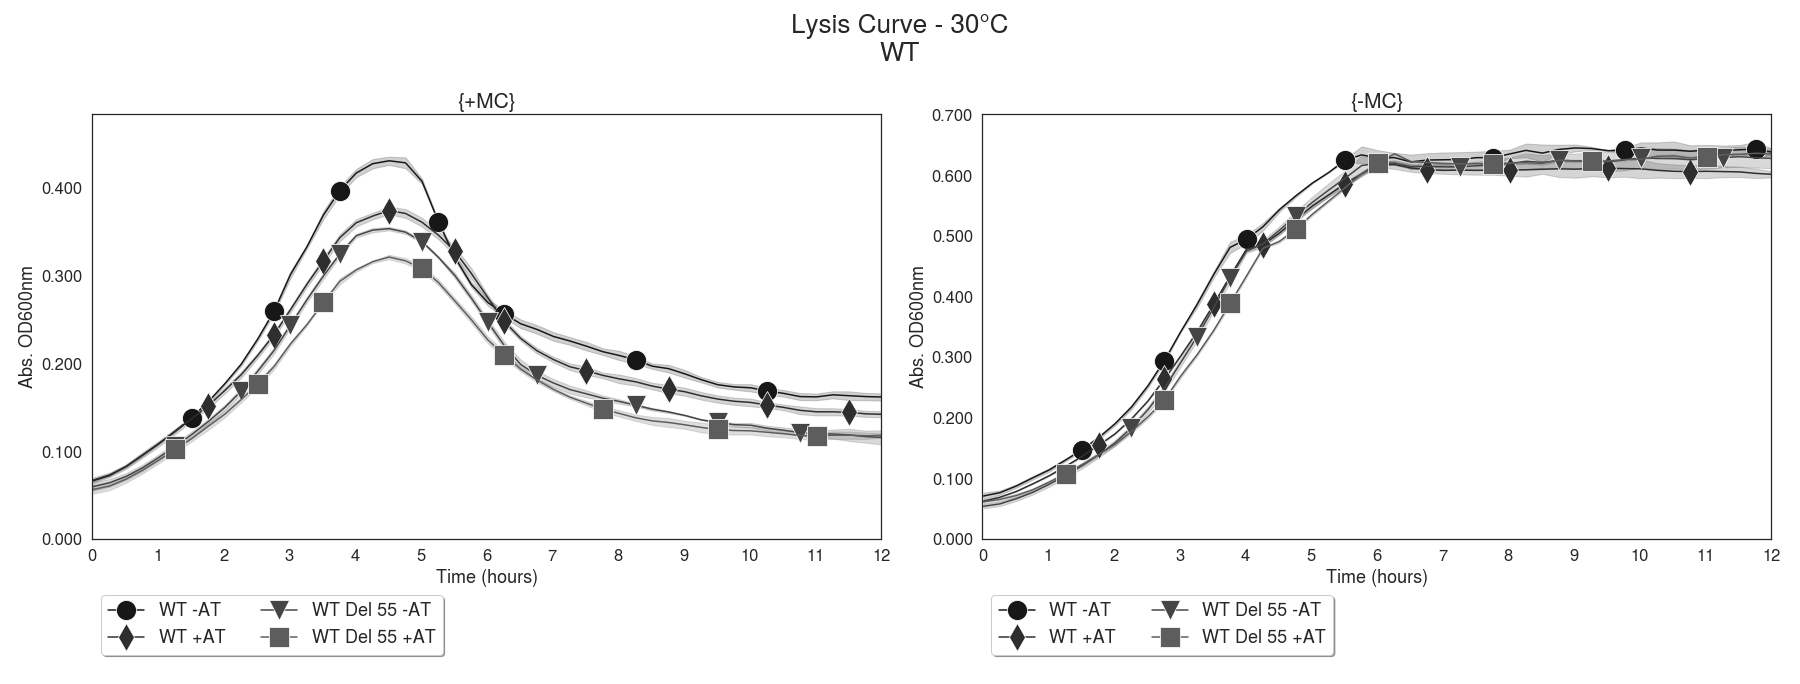 Lysis Curve - 30°C
WT
{+MC}
Abs. OD600nm
0.400
0.300
0.200
0.100
0.000
0 1 2 3 4 5 6 7 8 9 10 11 12
Time (hours)
WT -AT WT Del 55 -AT
WT +AT WT Del 55 +AT
{-MC}
Abs. OD600nm
0.700
0.600
0.500
0.400
0.300
0.200
0.100
0.000
0 1 2 3 4 5 6 7 8 9 10 11 12
Time (hours)
WT -AT WT Del 55 -AT
WT +AT WT Del 55 +AT